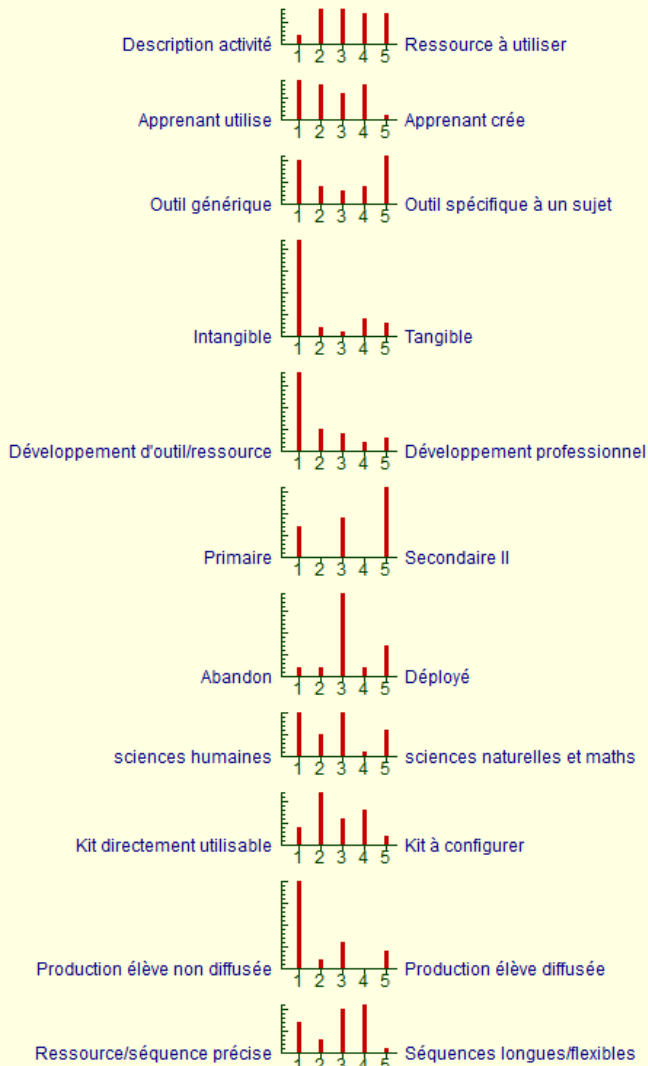 Description activité 1 2 3 4 5 Ressource à utiliser
Apprenant utilise 1 2 3 4 5 Apprenant crée
Outil générique 1 2 3 4 5 Outil spécifique à un sujet
Intangible 1 2 3 4 5 Tangible
Développement d'outil/ressource 1 2 3 4 5 Développement professionnel
Primaire 1 2 3 4 5 Secondaire II
Abandon 1 2 3 4 5 Déployé
sciences humaines 1 2 3 4 5 sciences naturelles et maths
Kit directement utilisable 1 2 3 4 5 Kit à configurer
Production élève non diffusée 1 2 3 4 5 Production élève diffusée
Ressource/séquence précise 1 2 3 4 5 Séquences longues/flexibles